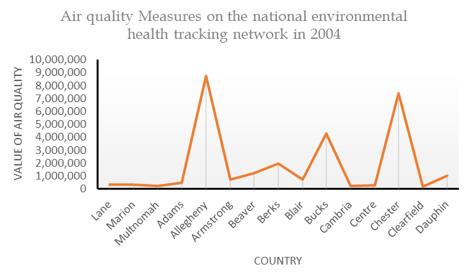 Air quality Measures on the national environmental
health tracking network in 2004
VALUE OF AIR QUALITY
10,000,000
9,000,000
8,000,000
7,000,000
6,000,000
5,000,000
4,000,000
3,000,000
2,000,000
1,000,000
0
Lane
Marion
Multnomah
Adams
Allegheny
Armstrong
Beaver
Berks
Blair
Bucks
Cambria
Centre
Chester
Clearfield
Dauphin
COUNTRY